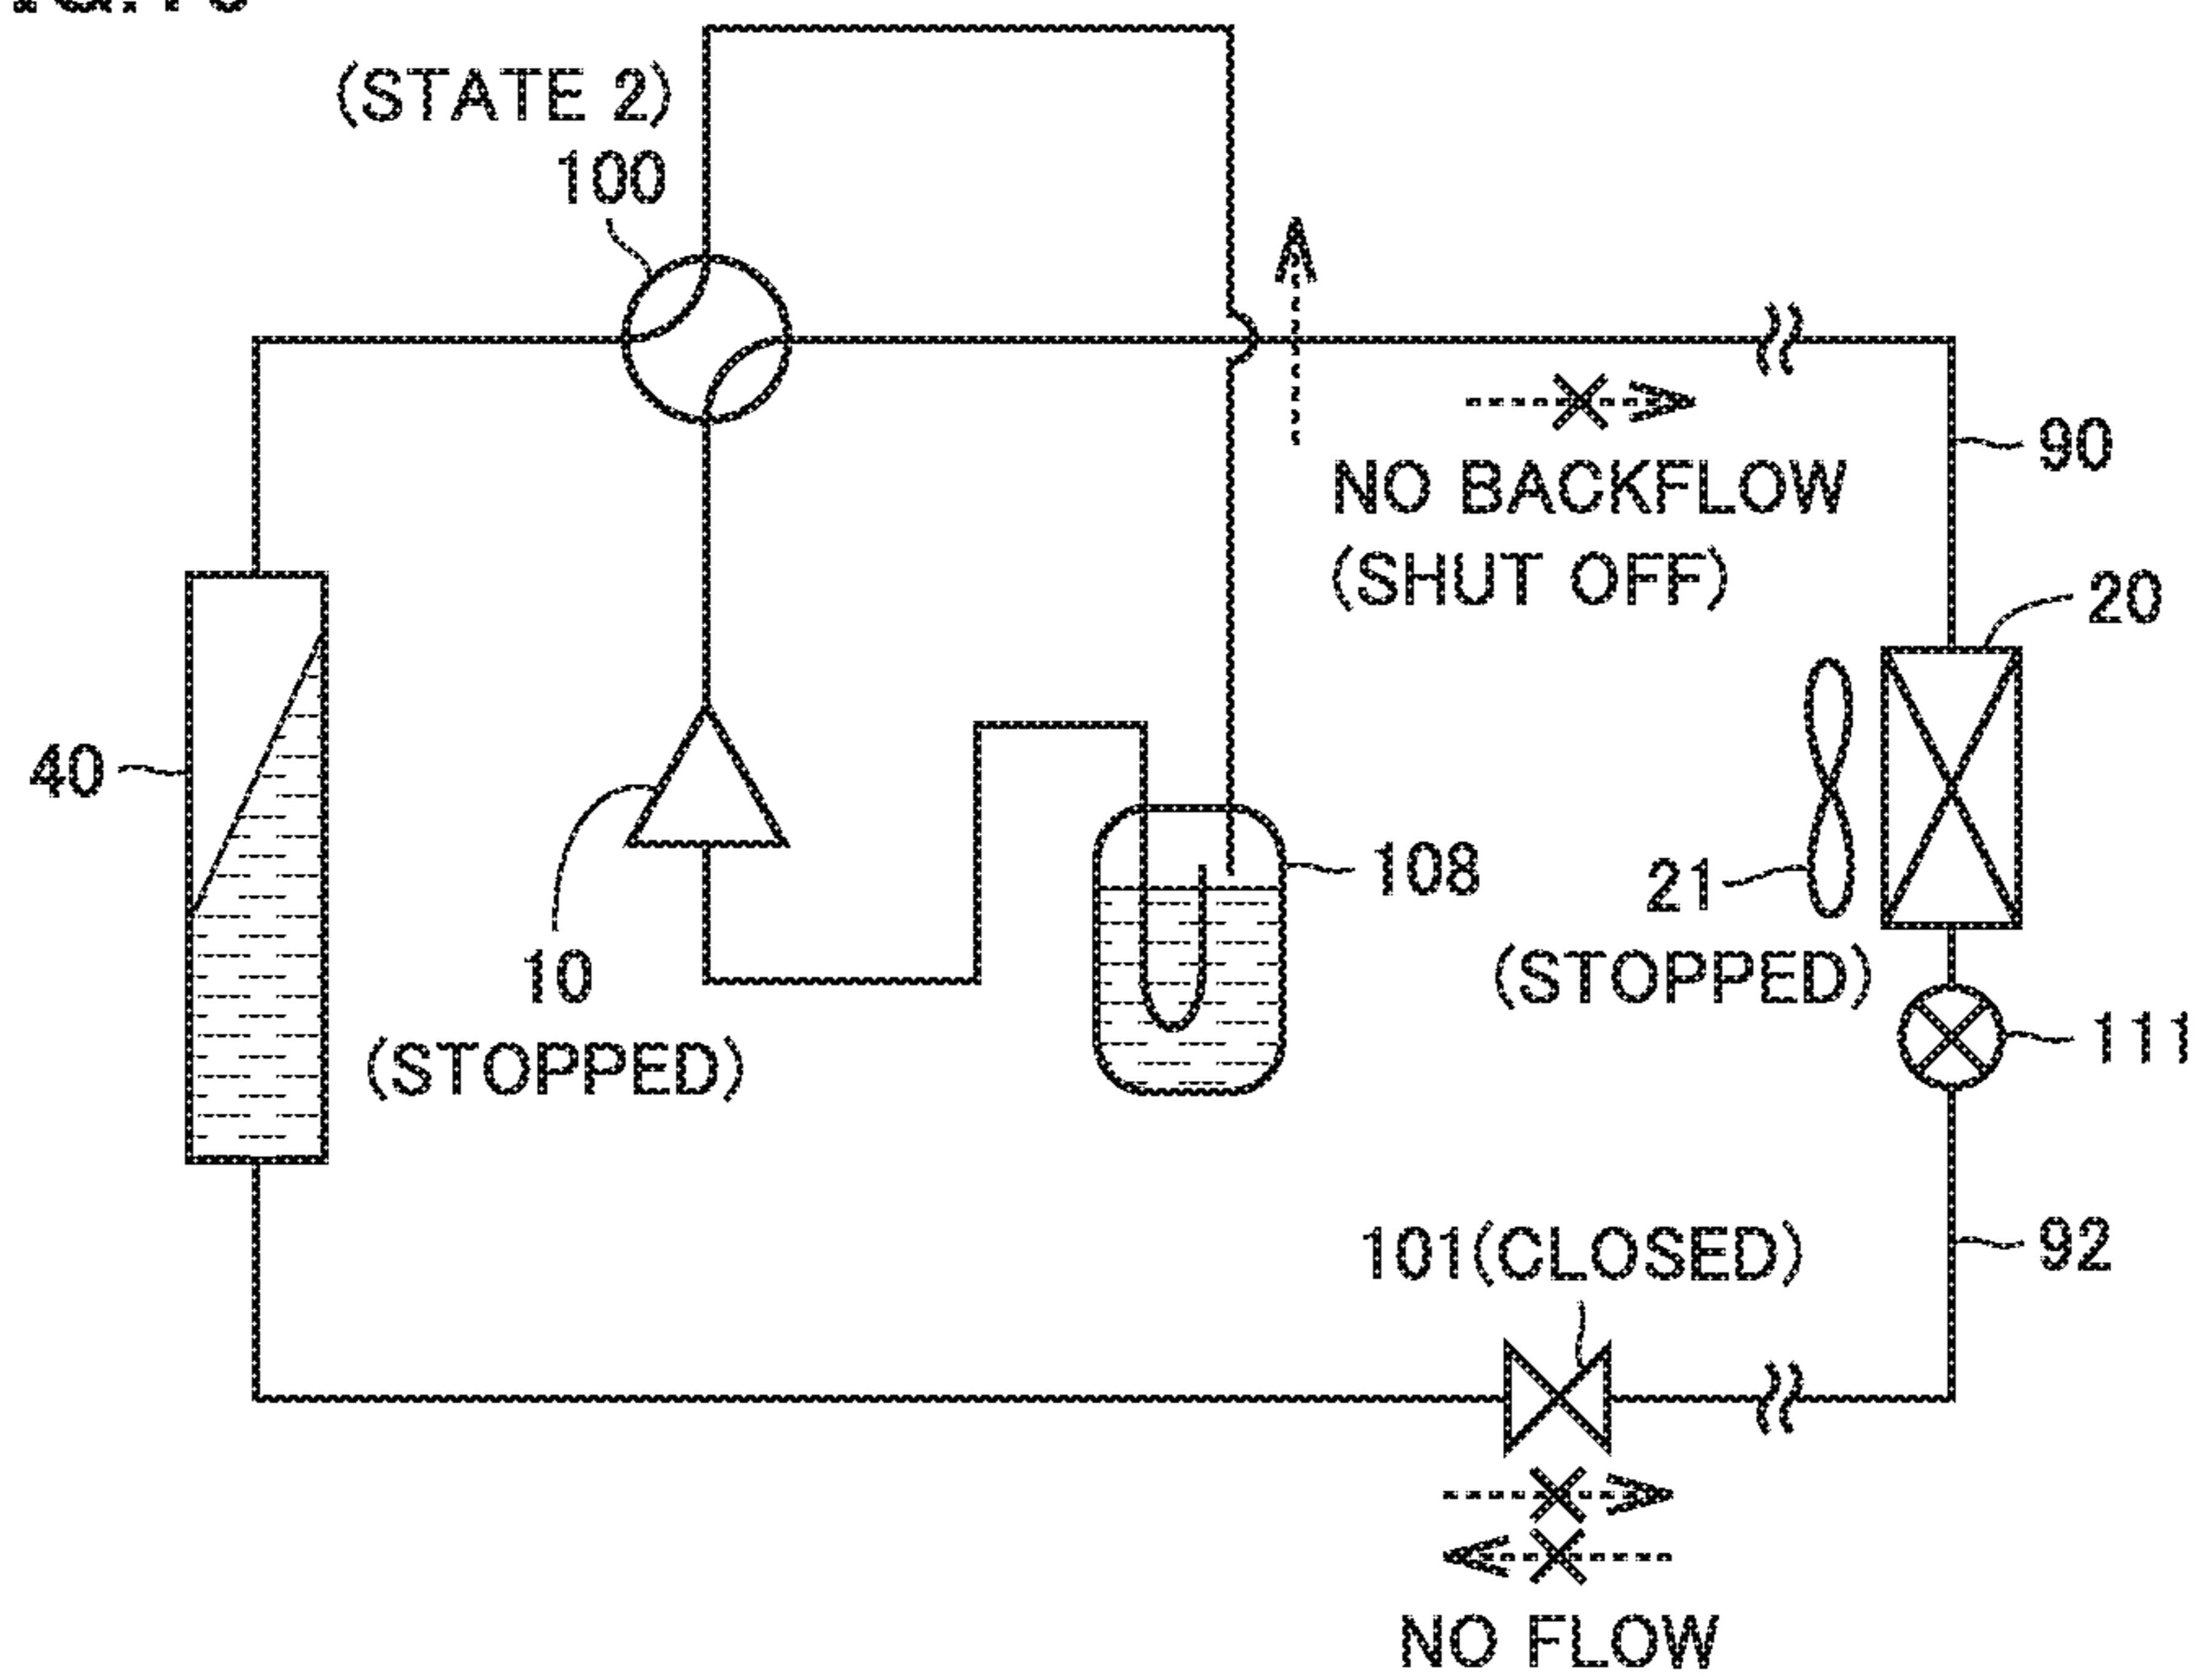 (STATE 2)
100
NO BACKFLOW
(SHUT OFF)
90
20
40
10
(STOPPED)
108
21
(STOPPED)
111
101(CLOSED)
92
NO FLOW